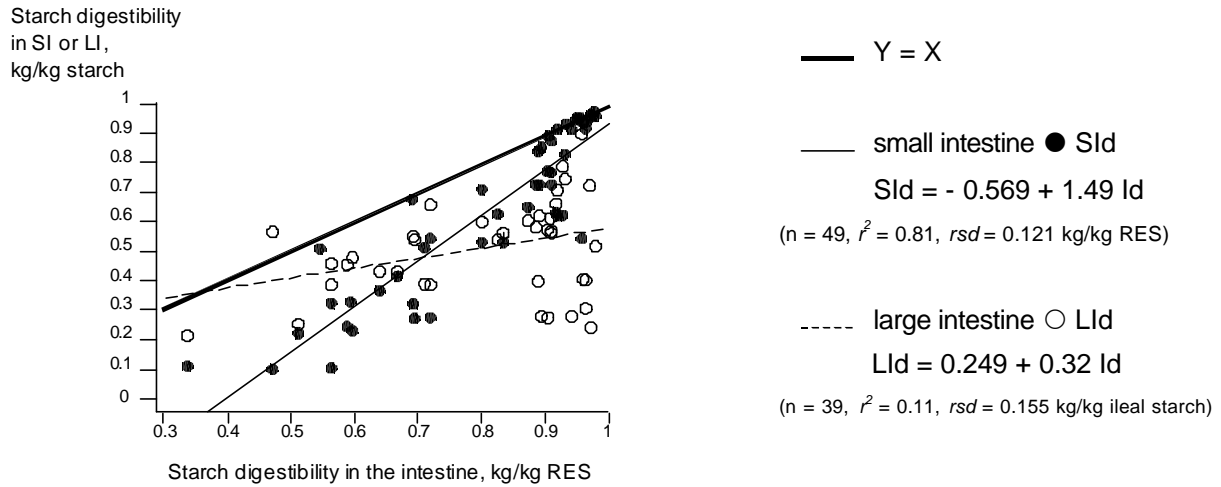 Starch digestibility
in SI or LI,
kg/kg starch
1
0.9
0.8
0.7
0.6
0.5
0.4
0.3
0.2
0.1
0
0.3 0.4 0.5 0.6 0.7 0.8 0.9 1
Starch digestibility in the intestine, kg/kg RES
Y = X
small intestine ● SId
SId = - 0.569 + 1.49 Id
(n = 49, r² = 0.81, rsd = 0.121 kg/kg RES)
large intestine ○ LId
LId = 0.249 + 0.32 Id
(n = 39, r² = 0.11, rsd = 0.155 kg/kg ileal starch)